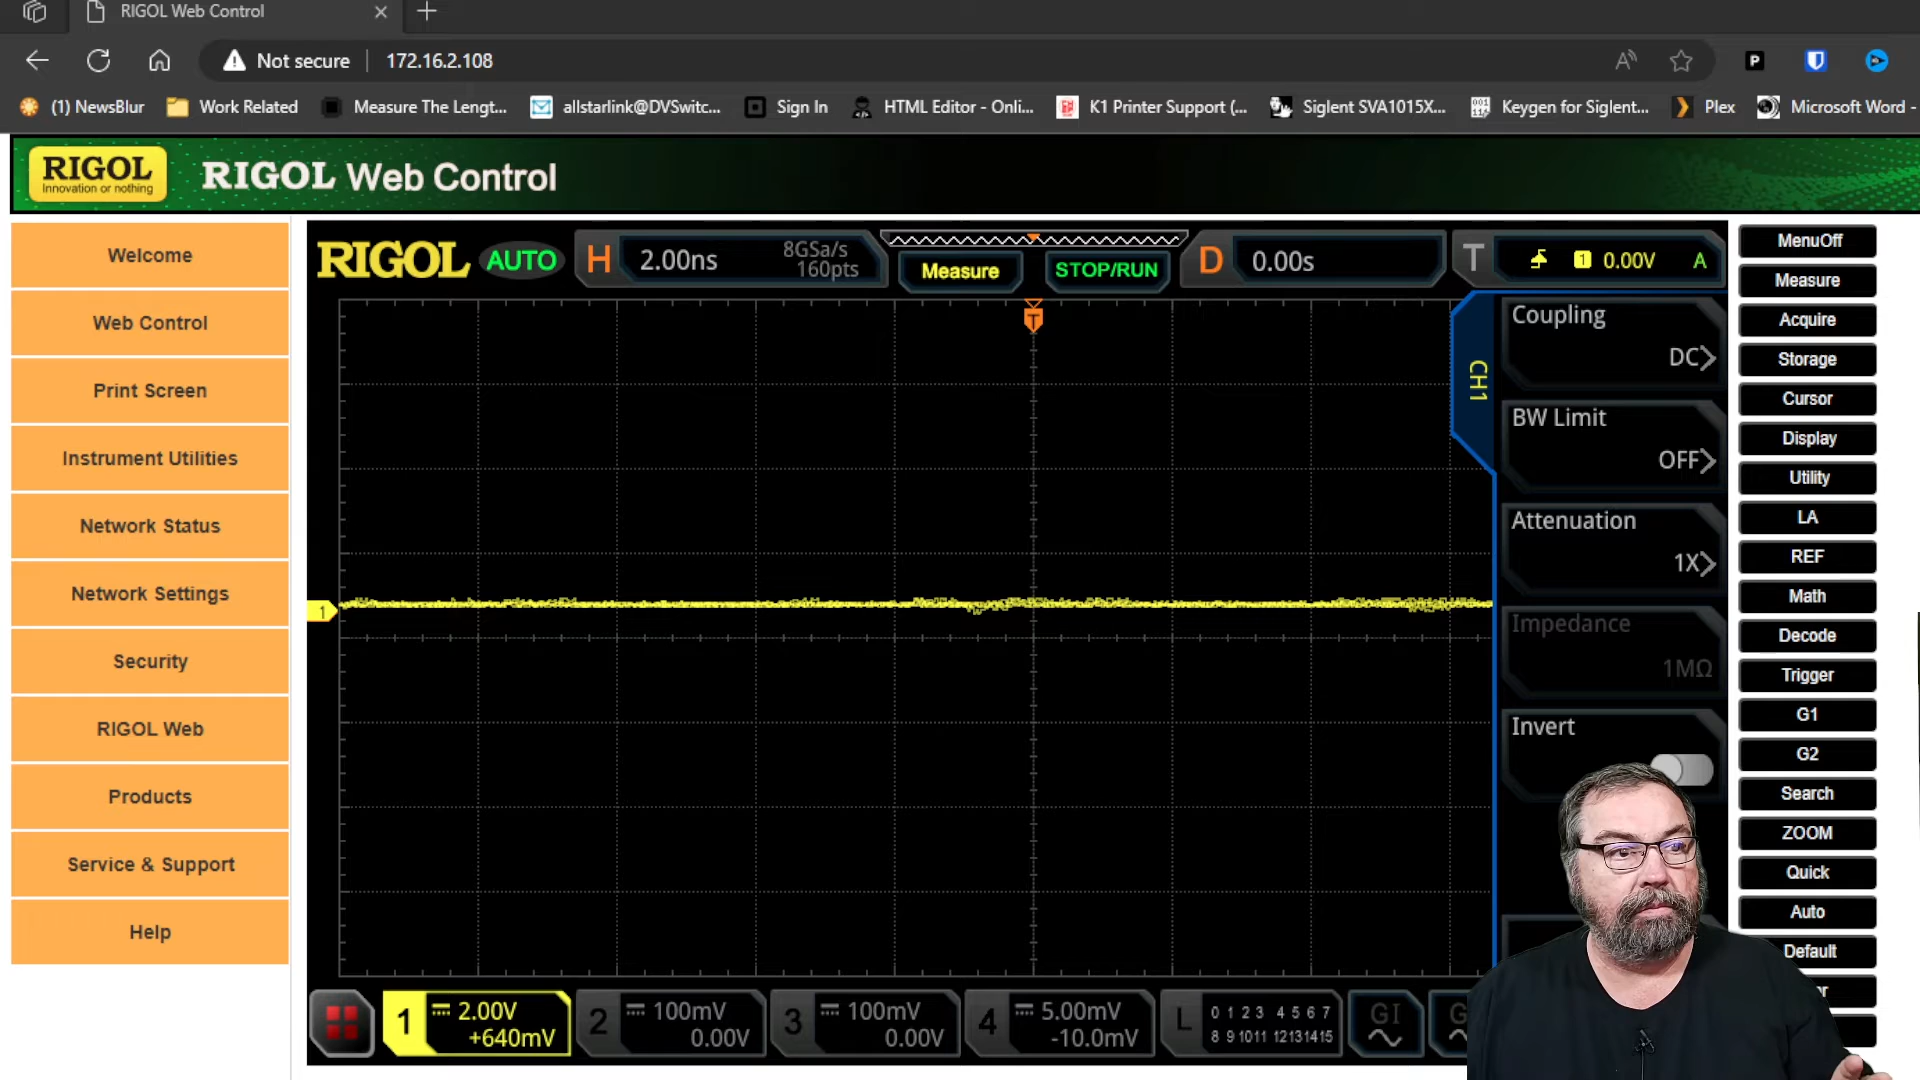 RIGOL Web Control
Not secure
172.16.2.108
(1) NewsBlur
Work Related
Measure The Lengt...
allstarlink@DVSwitc...
Sign In
HTML Editor - Onli...
K1 Printer Support (...
Siglent SVA1015X...
Keygen for Siglent...
Plex
Microsoft Word -
RIGOL
Innovation or nothing
RIGOL Web Control
Welcome
Web Control
Print Screen
Instrument Utilities
Network Status
Network Settings
Security
RIGOL Web
Products
Service & Support
Help
RIGOL
AUTO
H 2.00ns
8GSa/s
160pts
Measure
STOP/RUN
D 0.00s
T 1 0.00V A
T
1
CH1
Coupling
DC
BW Limit
OFF
Attenuation
1X
Impedance
1MΩ
Invert
1 2.00V
+640mV
2 100mV
0.00V
3 100mV
0.00V
4 5.00mV
-10.0mV
L 0 1 2 3 4 5 6 7
8 9 10 11 12 13 14 15
GI
G
MenuOff
Measure
Acquire
Storage
Cursor
Display
Utility
LA
REF
Math
Decode
Trigger
G1
G2
Search
ZOOM
Quick
Auto
Default